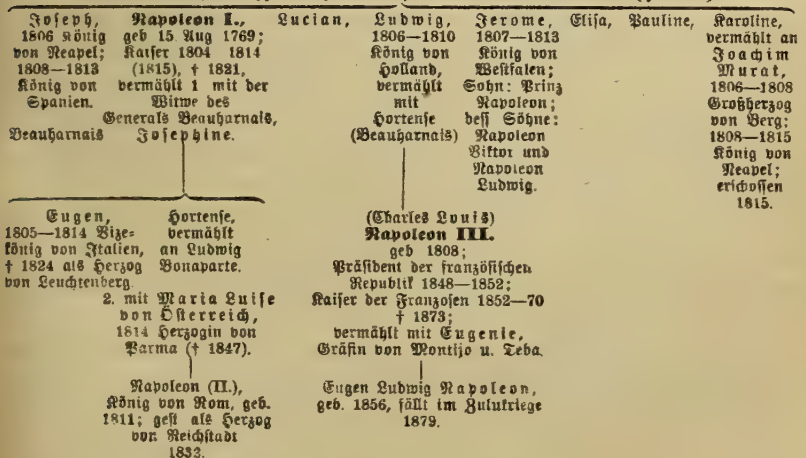 Joseph,
1806 König
von Neapel;
1808—1813
König von
Spanien.
Napoleon I.,
geb 15. Aug 1769;
Kaiser 1804 1814
(1815), † 1821,
vermählt 1 mit der
Witwe des
Generals Beauharnais,
Beauharnais Josephine.
Lucian,
Ludwig,
1806—1810
König von
Holland,
vermählt
mit
Hortense
(Beauharnais)
Jerome,
1807—1813
König von
Westfalen;
Sohn: Prinz
Napoleon;
dess Söhne:
Napoleon
Viktor und
Napoleon
Ludwig.
Elisa,
Pauline,
Karoline,
vermählt an
Joachim
Murat,
1806—1808
Großherzog
von Berg;
1808—1815
König von
Neapel;
erschossen
1815.
Eugen,
1805—1814 Vize=
könig von Italien,
† 1824 als Herzog
von Leuchtenberg
Hortense,
vermählt
an Ludwig
Bonaparte.
2. mit Maria Luise
von Österreich,
1814 Herzogin von
Parma († 1847).
Napoleon (II.),
König von Rom, geb.
1811; gest als Herzog
von Reichstadt
1833.
(Charles Louis)
Napoleon III.
geb 1808;
Präsident der französischen
Republik 1848—1852;
Kaiser der Franzosen 1852—70
† 1873;
vermählt mit Eugenie,
Gräfin von Montijo u. Teba.
Eugen Ludwig Napoleon,
geb. 1856, fällt im Zulukriege
1879.